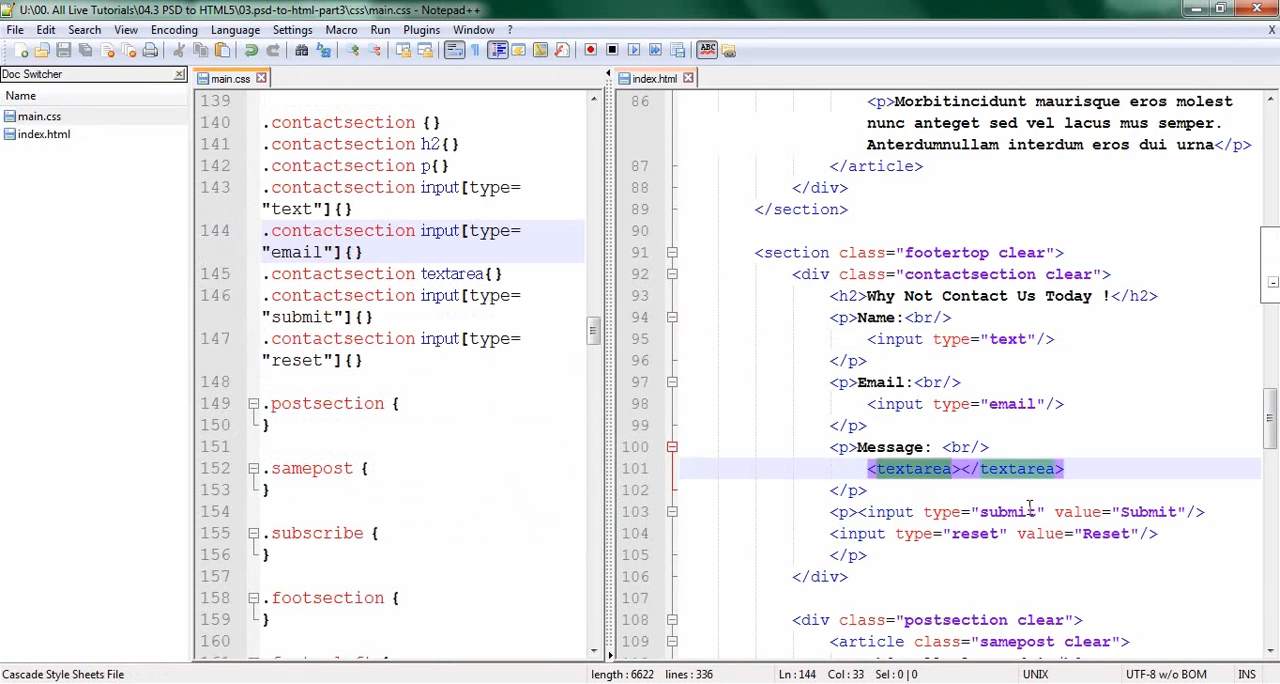 U:\00. All Live Tutorials\04.3 PSD to HTML5\03.psd-to-html-part3\css\main.css - Notepad++
File Edit Search View Encoding Language Settings Macro Run Plugins Window ? X
Doc Switcher
Name
main.css
index.html
main.css
139
140 .contactsection {}
141 .contactsection h2{}
142 .contactsection p{}
143 .contactsection input[type=
"text"]{}
144 .contactsection input[type=
"email"]{}
145 .contactsection textarea{}
146 .contactsection input[type=
"submit"]{}
147 .contactsection input[type=
"reset"]{}
148
149 .postsection {
150 }
151
152 .samepost {
153 }
154
155 .subscribe {
156 }
157
158 .footsection {
159 }
160
index.html
86 <p>Morbitincidunt maurisque eros molest
nunc anteget sed vel lacus mus semper.
Anterdumnullam interdum eros dui urna</p>
87 </article>
88 </div>
89 </section>
90
91 <section class="footertop clear">
92 <div class="contactsection clear">
93 <h2>Why Not Contact Us Today !</h2>
94 <p>Name:<br/>
95 <input type="text"/>
96 </p>
97 <p>Email:<br/>
98 <input type="email"/>
99 </p>
100 <p>Message: <br/>
101 <textarea></textarea>
102 </p>
103 <p><input type="submit" value="Submit"/>
104 <input type="reset" value="Reset"/>
105 </p>
106 </div>
107
108 <div class="postsection clear">
109 <article class="samepost clear">
Cascade Style Sheets File length : 6622 lines : 336 Ln : 144 Col : 33 Sel : 0 | 0 UNIX UTF-8 w/o BOM INS